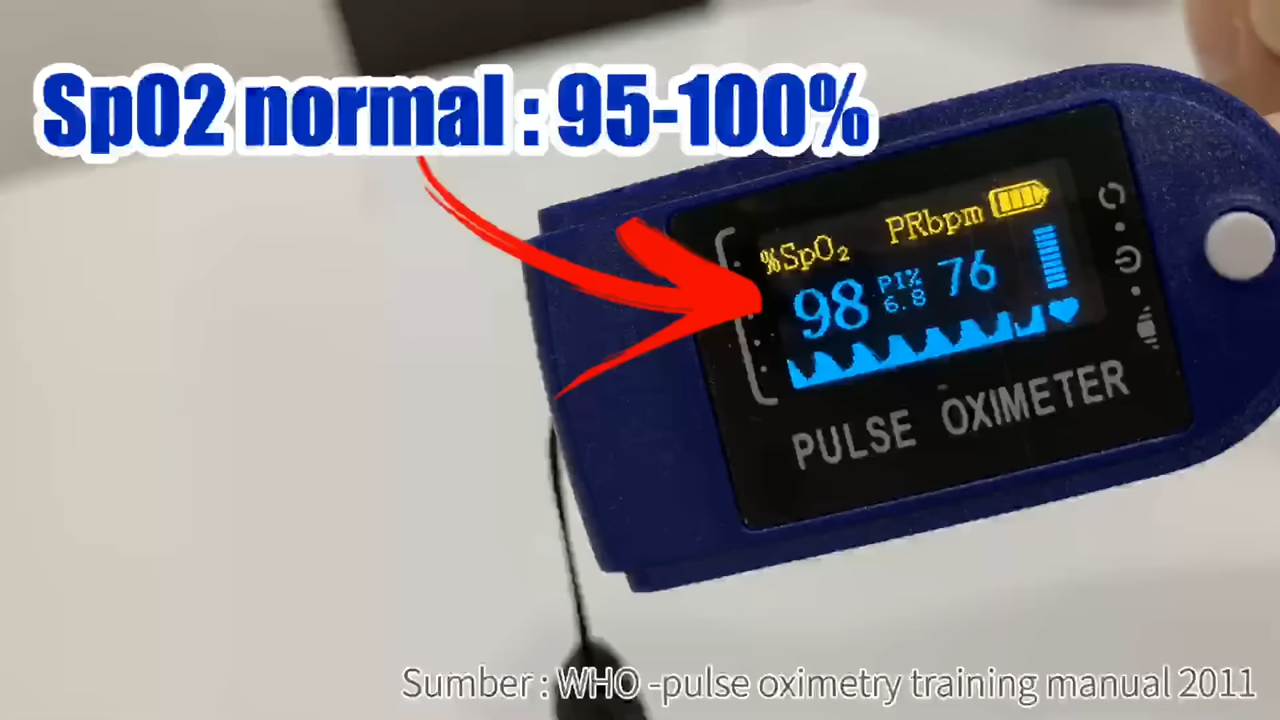 SpO2 normal : 95-100%
%SpO₂ PRbpm
98 PI% 6.8 76
PULSE OXIMETER
Sumber : WHO -pulse oximetry training manual 2011